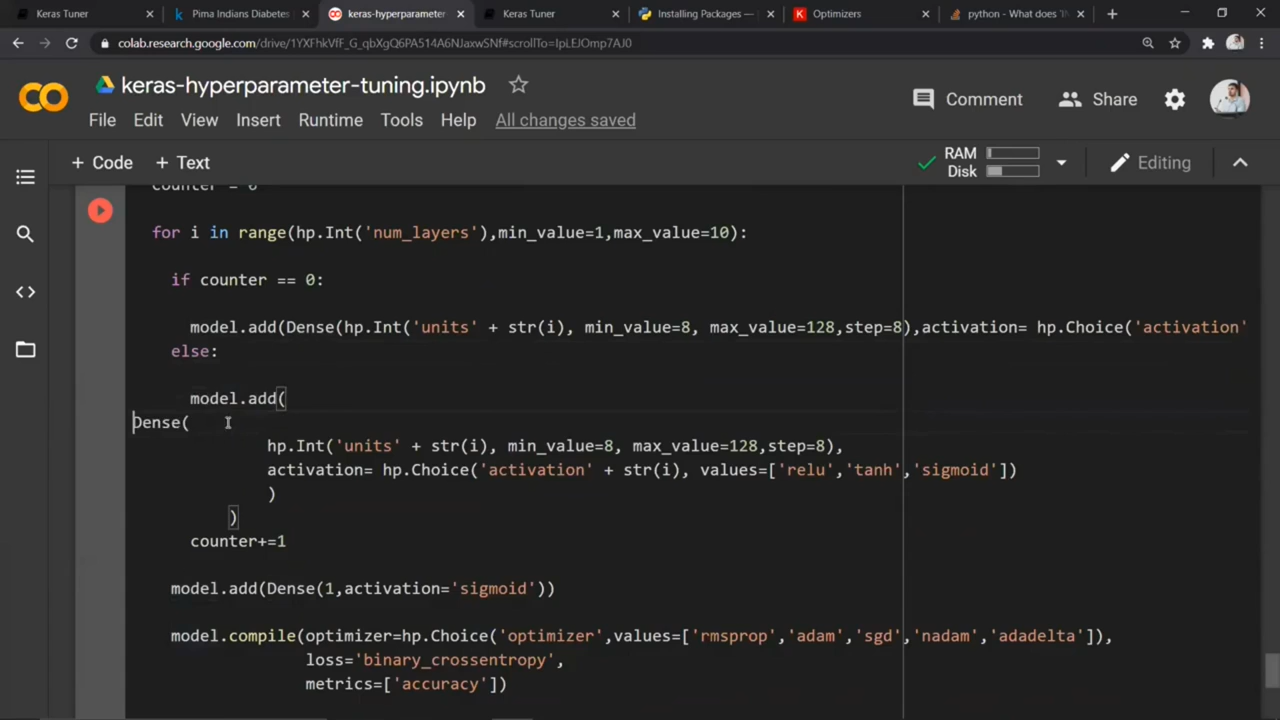 Keras Tuner
Pima Indians Diabetes
keras-hyperparameter
Keras Tuner
Installing Packages —
Optimizers
python - What does
colab.research.google.com/drive/1YXFhkVfF_G_qbXgQ6PA514A6NJaxwSNf#scrollTo=IpLEJOmp7AJ0
keras-hyperparameter-tuning.ipynb
Comment
Share
File Edit View Insert Runtime Tools Help All changes saved
+ Code + Text
RAM
Disk
Editing
counter = 0
for i in range(hp.Int('num_layers'),min_value=1,max_value=10):
if counter == 0:
model.add(Dense(hp.Int('units' + str(i), min_value=8, max_value=128,step=8),activation= hp.Choice('activation'
else:
model.add(
Dense(
hp.Int('units' + str(i), min_value=8, max_value=128,step=8),
activation= hp.Choice('activation' + str(i), values=['relu','tanh','sigmoid'])
)
)
counter+=1
model.add(Dense(1,activation='sigmoid'))
model.compile(optimizer=hp.Choice('optimizer',values=['rmsprop','adam','sgd','nadam','adadelta']),
loss='binary_crossentropy',
metrics=['accuracy'])